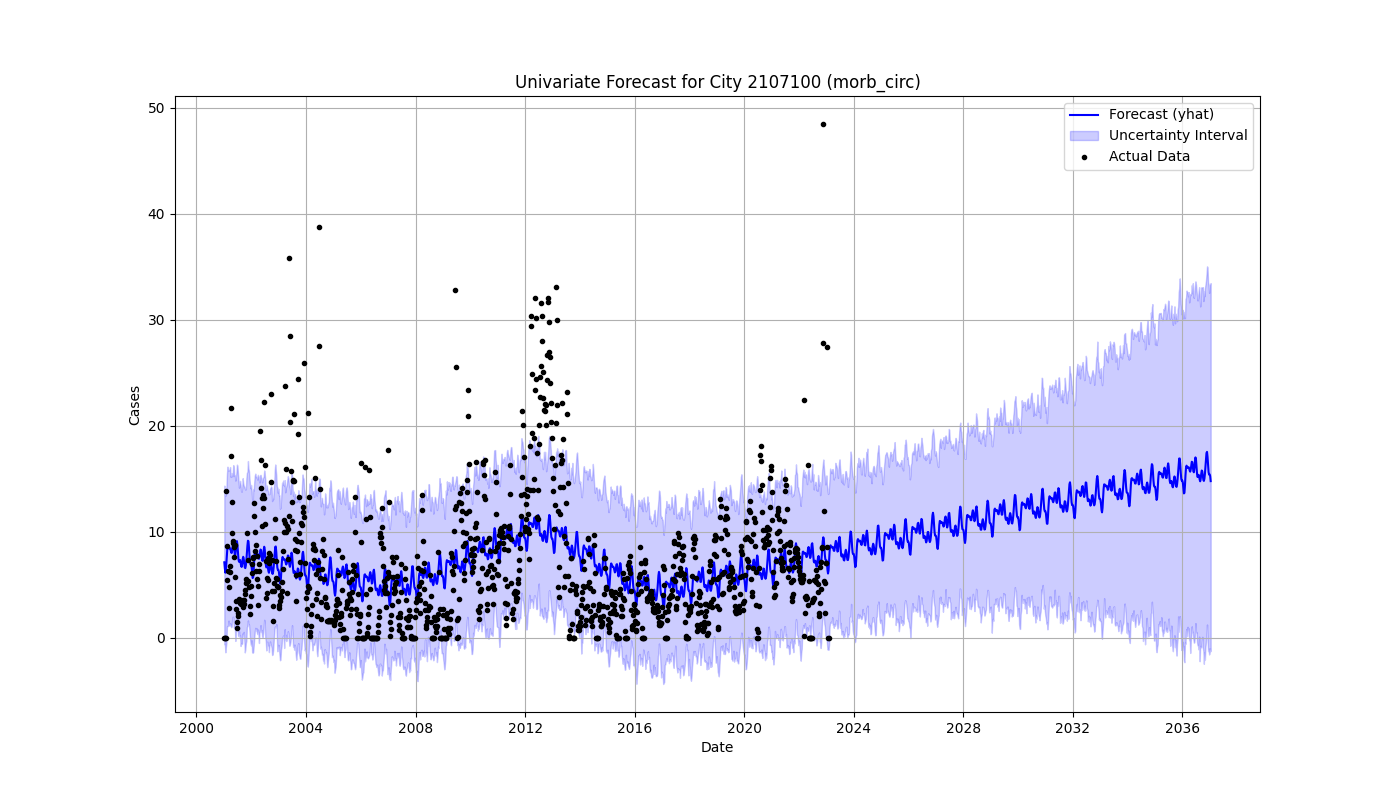 Univariate Forecast for City 2107100 (morb_circ)
Forecast (yhat)
Uncertainty Interval
Actual Data
50
40
30
20
10
0
Cases
2000 2004 2008 2012 2016 2020 2024 2028 2032 2036
Date